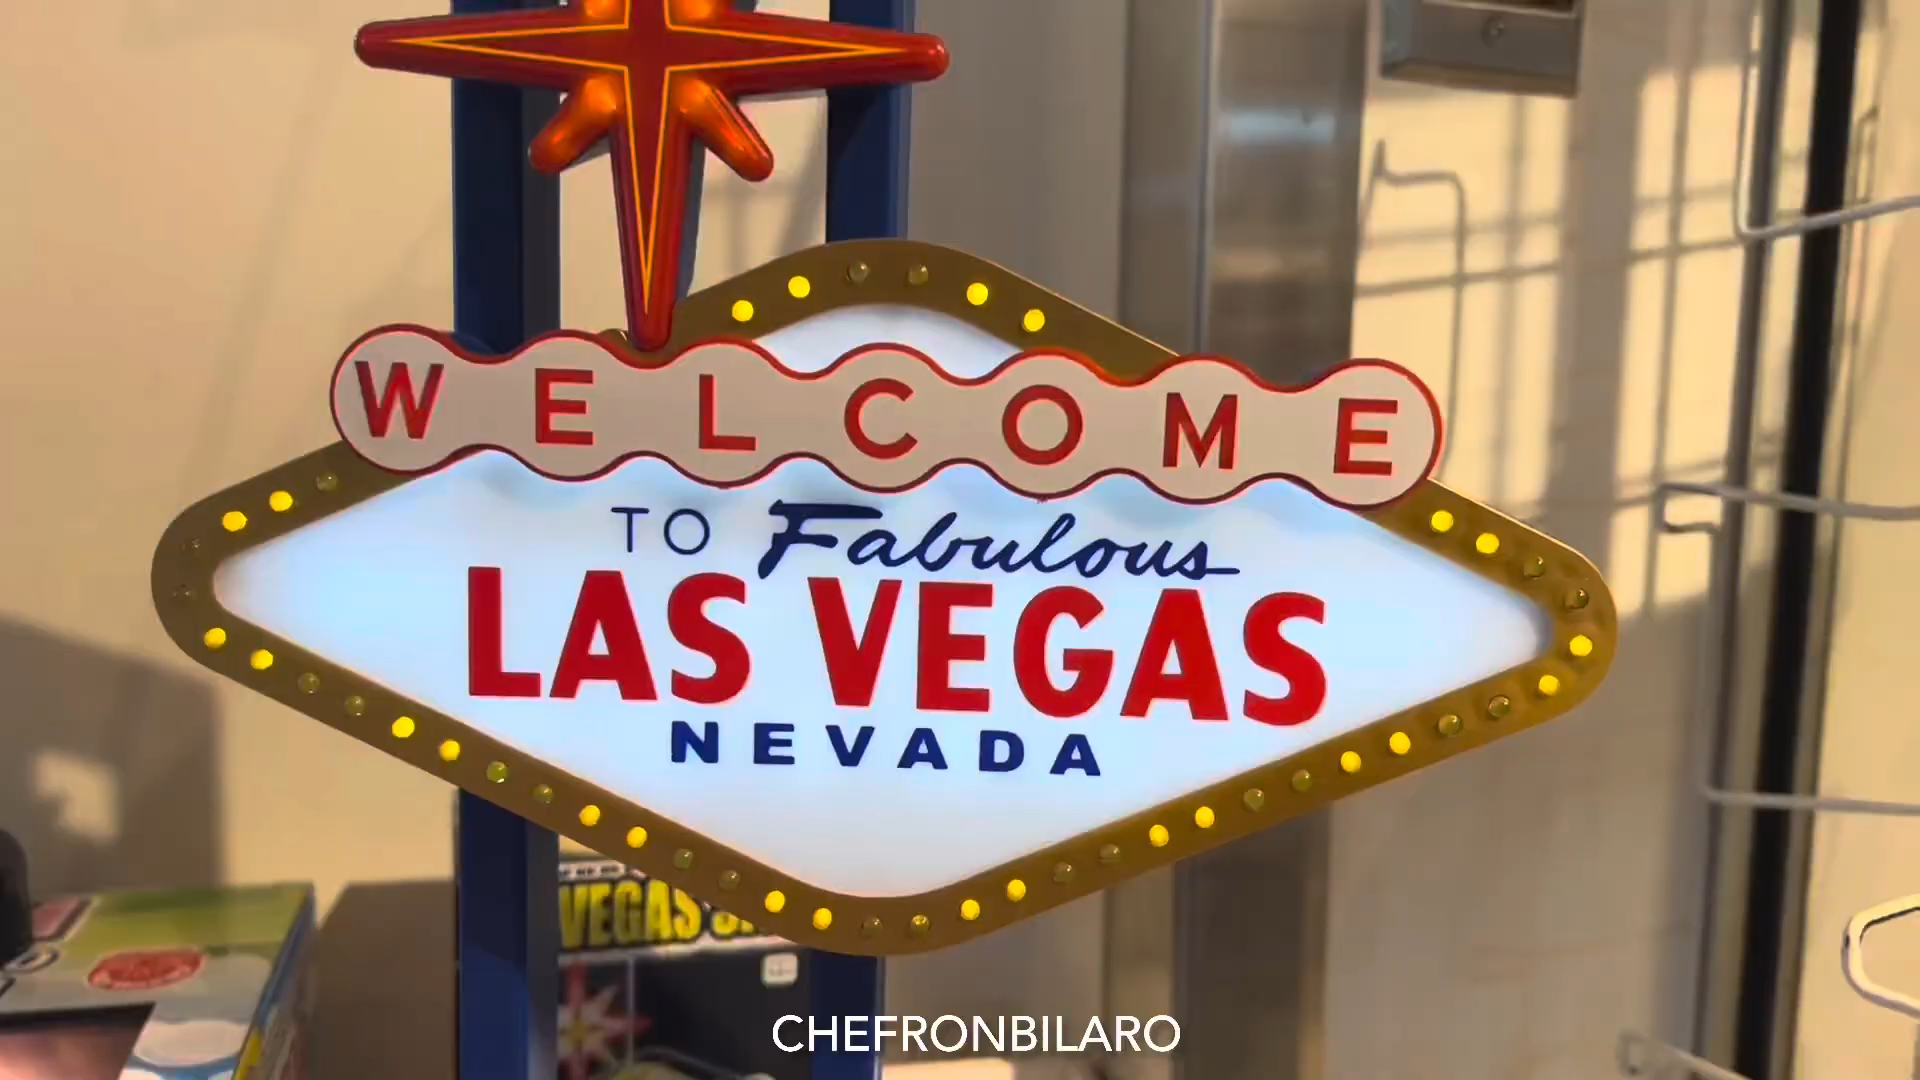 WELCOME
TO Fabulous
LAS VEGAS
NEVADA
VEGAS
CHEFRONBILARO